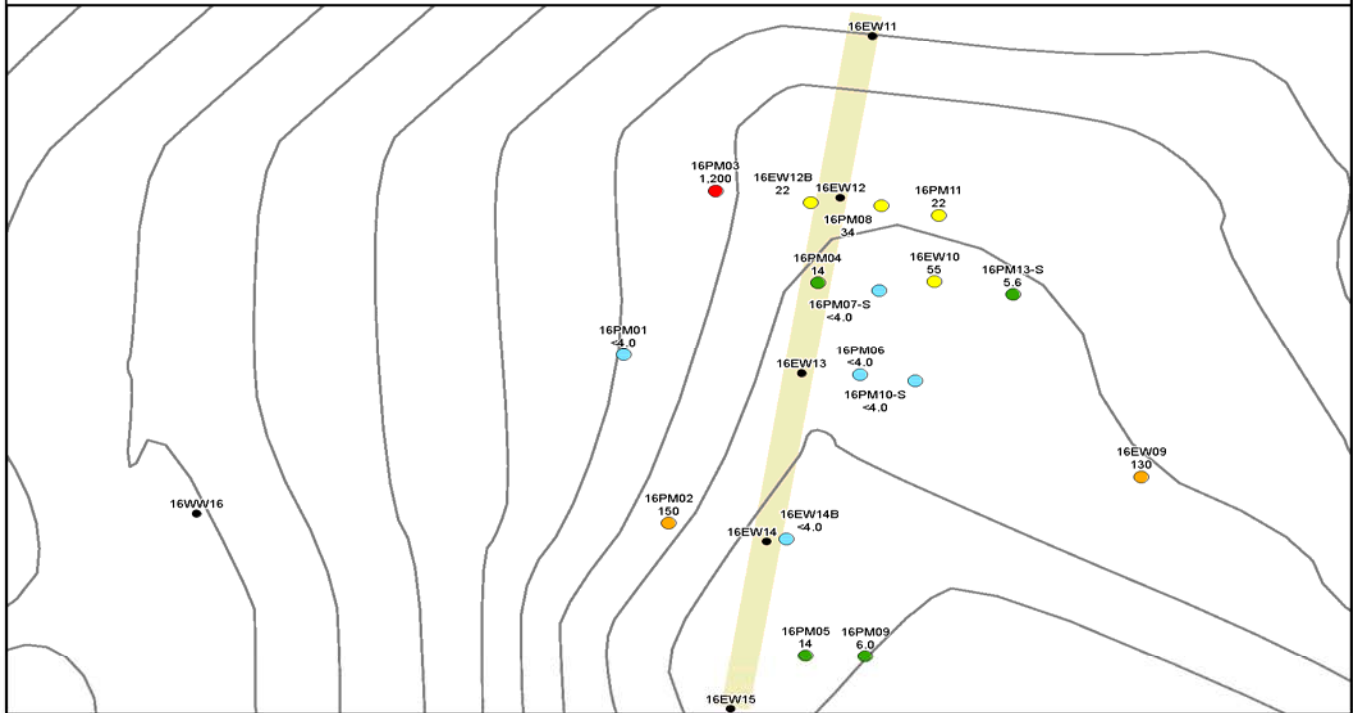 16EW11
16PM03
1,200
16EW12B
22
16EW12
16PM11
22
16PM08
34
16PM04
14
16EW10
55
16PM13-S
5.6
16PM07-S
<4.0
16PM01
<4.0
16PM06
<4.0
16EW13
16PM10-S
<4.0
16EW09
130
16PM02
150
16WW16
16EW14B
<4.0
16EW14
16PM05
14
16PM09
6.0
16EW15